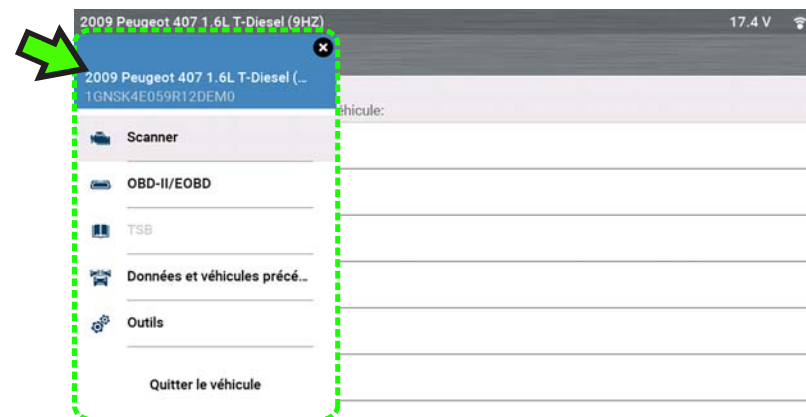 2009 Peugeot 407 1.6L T-Diesel (9HZ)
17.4 V
2009 Peugeot 407 1.6L T-Diesel (...
1GNSK4E059R12DEM0
éhicule:
Scanner
OBD-II/EOBD
TSB
Données et véhicules précé...
Outils
Quitter le véhicule